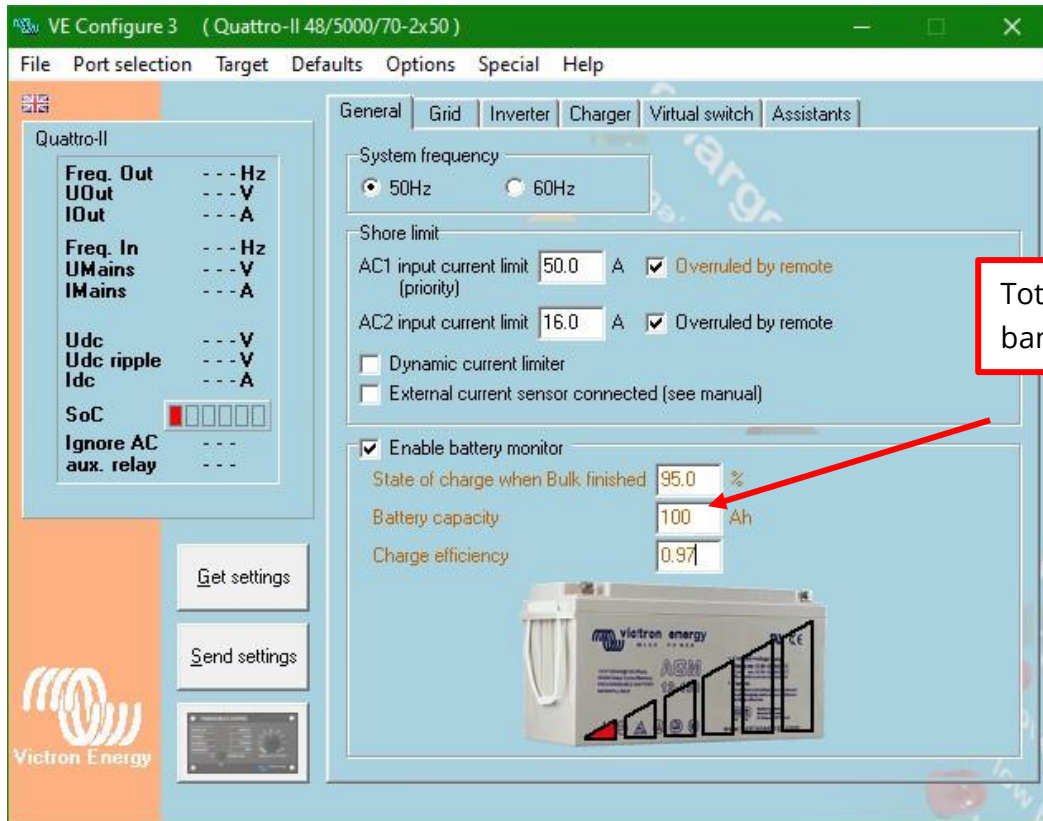 VE Configure 3 ( Quattro-II 48/5000/70-2x50 )
File Port selection Target Defaults Options Special Help
Quattro-II
Freq. Out - - - Hz
UOut - - - V
IOut - - - A
Freq. In - - - Hz
UMains - - - V
IMains - - - A
Udc - - - V
Udc ripple - - - V
Idc - - - A
SoC
Ignore AC - - -
aux. relay - - -
Get settings
Send settings
Victron Energy
General Grid Inverter Charger Virtual switch Assistants
System frequency
50Hz 60Hz
Shore limit
AC1 input current limit 50.0 A Overruled by remote
(priority)
AC2 input current limit 16.0 A Overruled by remote
Dynamic current limiter
External current sensor connected (see manual)
Enable battery monitor
State of charge when Bulk finished 95.0 %
Battery capacity 100 Ah
Charge efficiency 0.97
victron energy
BLUE POWER
AGM
Tot